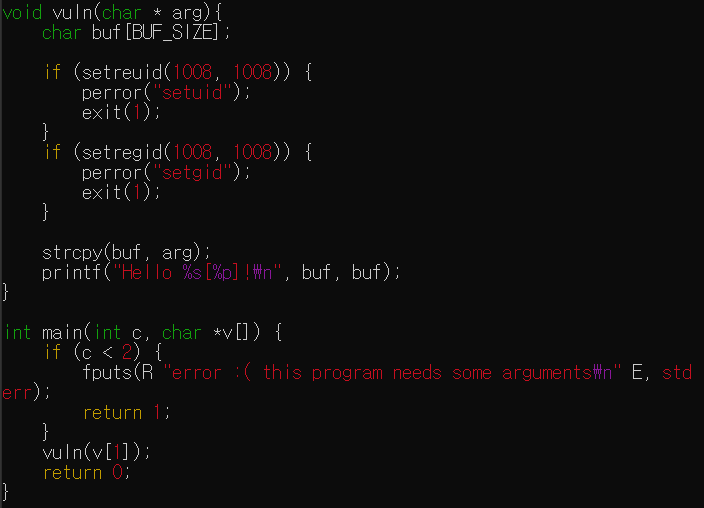 void vuln(char * arg){
    char buf[BUF_SIZE];

    if (setreuid(1008, 1008)) {
        perror("setuid");
        exit(1);
    }
    if (setregid(1008, 1008)) {
        perror("setgid");
        exit(1);
    }

    strcpy(buf, arg);
    printf("Hello %s[%p]!₩n", buf, buf);
}

int main(int c, char *v[]) {
    if (c < 2) {
        fputs(R "error :( this program needs some arguments₩n" E, std
err);
        return 1;
    }
    vuln(v[1]);
    return 0;
}